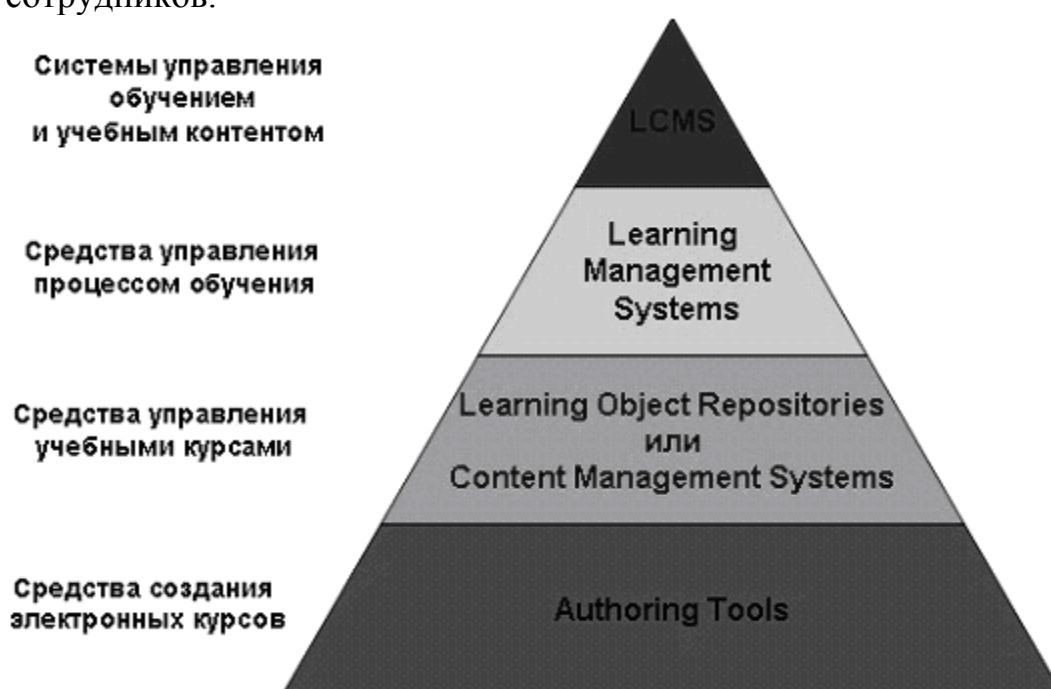 сотрудников.
Системы управления
обучением
и учебным контентом
LCMS
Средства управления
процессом обучения
Learning
Management
Systems
Средства управления
учебными курсами
Learning Object Repositories
или
Content Management Systems
Средства создания
электронных курсов
Authoring Tools